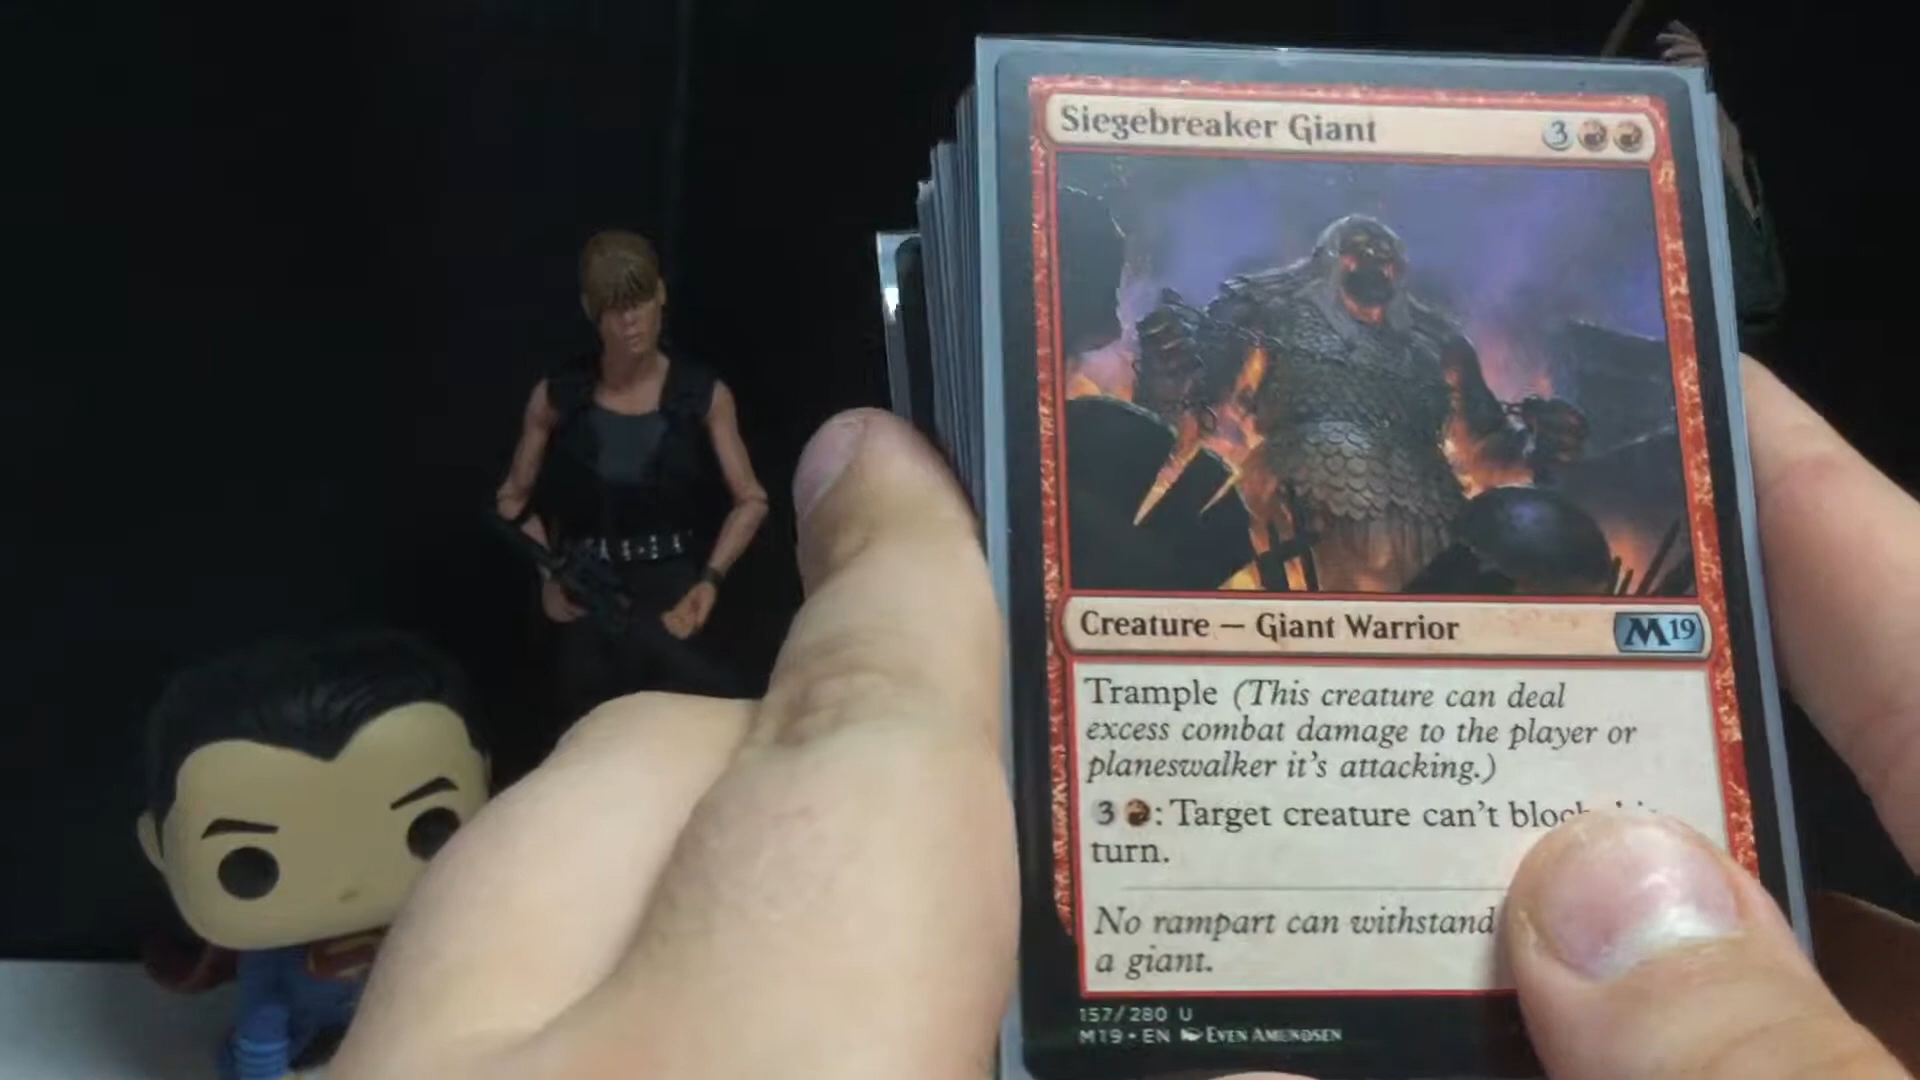 Siegebreaker Giant 3
Creature — Giant Warrior M19
Trample (This creature can deal
excess combat damage to the player or
planeswalker it's attacking.)
3 : Target creature can't block
turn.
No rampart can withstand
a giant.
157/280 U
M19 • EN EVEN AMUNDSEN